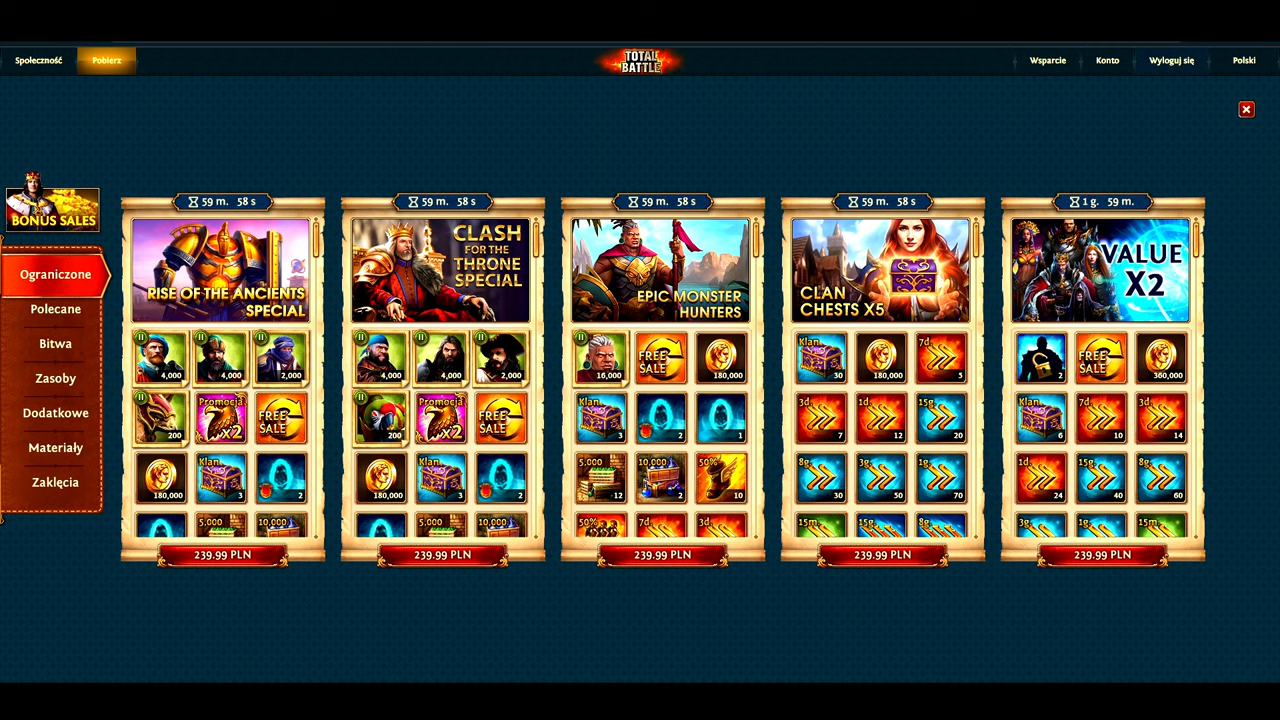 Społeczność
Pobierz
TOTAL
BATTLE
Wsparcie
Konto
Wyloguj się
Polski
BONUS SALES
Ograniczone
Polecane
Bitwa
Zasoby
Dodatkowe
Materiały
Zaklęcia
59 m. 58 s
RISE OF THE ANCIENTS
SPECIAL
4,000
4,000
2,000
200
Promocja
x2
FREE
SALE
180,000
Klan
3
2
5,000
10,000
239.99 PLN
59 m. 58 s
CLASH
FOR THE
THRONE
SPECIAL
4,000
4,000
2,000
200
Promocja
x2
FREE
SALE
180,000
Klan
3
2
5,000
10,000
239.99 PLN
59 m. 58 s
EPIC MONSTER
HUNTERS
16,000
FREE
SALE
180,000
Klan
3
2
1
5,000
12
10,000
2
50%
10
50%
7d
3d
239.99 PLN
59 m. 58 s
CLAN
CHESTS X5
Klan
30
180,000
7d
5
3d
7
1d
12
15g
20
8g
30
3g
50
1g
70
15m
15g
8g
239.99 PLN
1 g. 59 m.
VALUE
X2
2
FREE
SALE
360,000
Klan
6
7d
10
3d
14
1d
24
15g
40
8g
60
3g
1g
15m
239.99 PLN